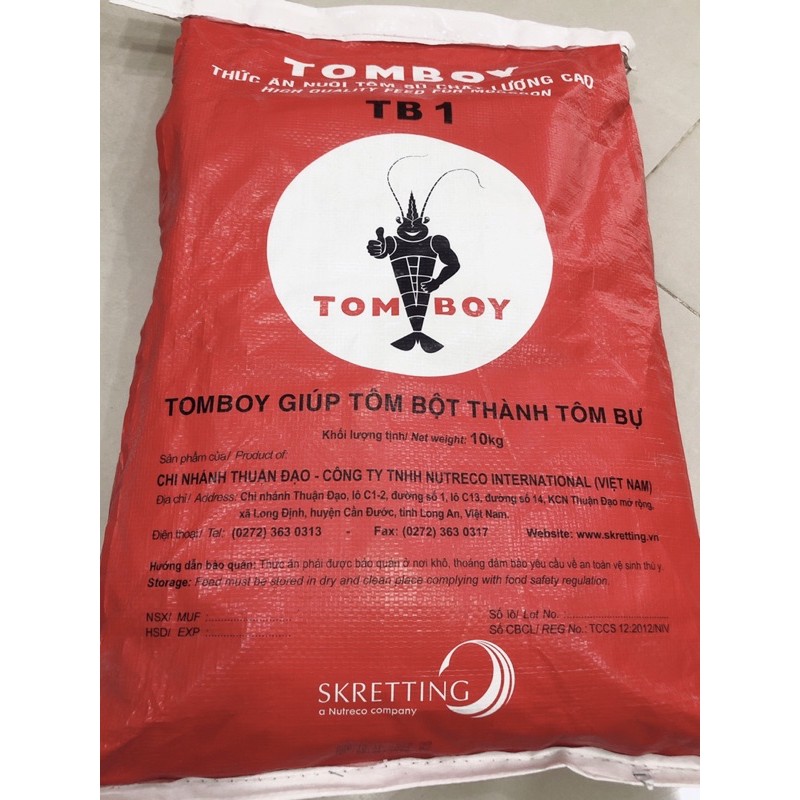 TOMBOY
THỨC ĂN NUÔI TÔM SÚ CHẤT LƯỢNG CAO
HIGH QUALITY FEED FOR MONODON
TB 1
TOMBOY
TOMBOY GIÚP TÔM BỘT THÀNH TÔM BỰ
Khối lượng tịnh/ Net weight: 10kg
Sản phẩm của/ Product of:
CHI NHÁNH THUẬN ĐẠO - CÔNG TY TNHH NUTRECO INTERNATIONAL (VIỆT NAM)
Địa chỉ/ Address: Chi nhánh Thuận Đạo, lô C1-2, đường số 1, lô C13, đường số 14, KCN Thuận Đạo mở rộng,
xã Long Định, huyện Cần Đước, tỉnh Long An, Việt Nam.
Điện thoại/ Tel: (0272) 363 0313 - Fax: (0272) 363 0317 Website: www.skretting.vn
Hướng dẫn bảo quản: Thức ăn phải được bảo quản ở nơi khô, thoáng đảm bảo yêu cầu về an toàn vệ sinh thú y.
Storage: Feed must be stored in dry and clean place complying with food safety regulation.
NSX/ MUF :
HSD/ EXP :
Số lô/ Lot No.
Số CBCL/ REG No.: TCCS 12:2012/NIV
SKRETTING
a Nutreco company